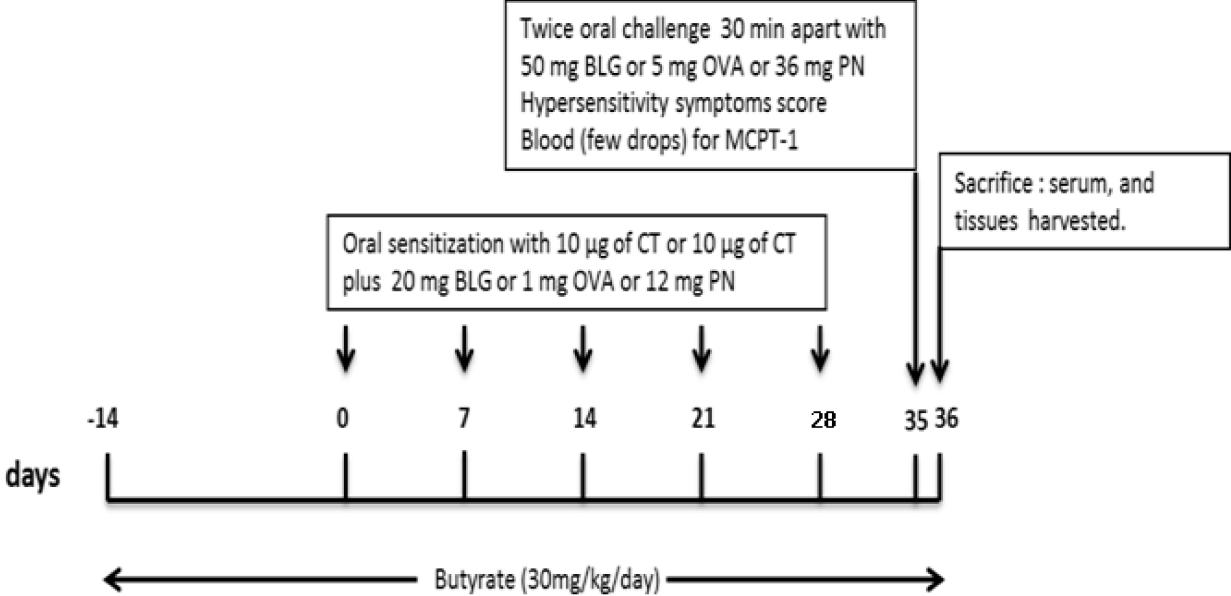 Twice oral challenge 30 min apart with
50 mg BLG or 5 mg OVA or 36 mg PN
Hypersensitivity symptoms score
Blood (few drops) for MCPT-1
Sacrifice : serum, and
tissues harvested.
Oral sensitization with 10 µg of CT or 10 µg of CT
plus 20 mg BLG or 1 mg OVA or 12 mg PN
-14 0 7 14 21 28 35 36
days
Butyrate (30mg/kg/day)